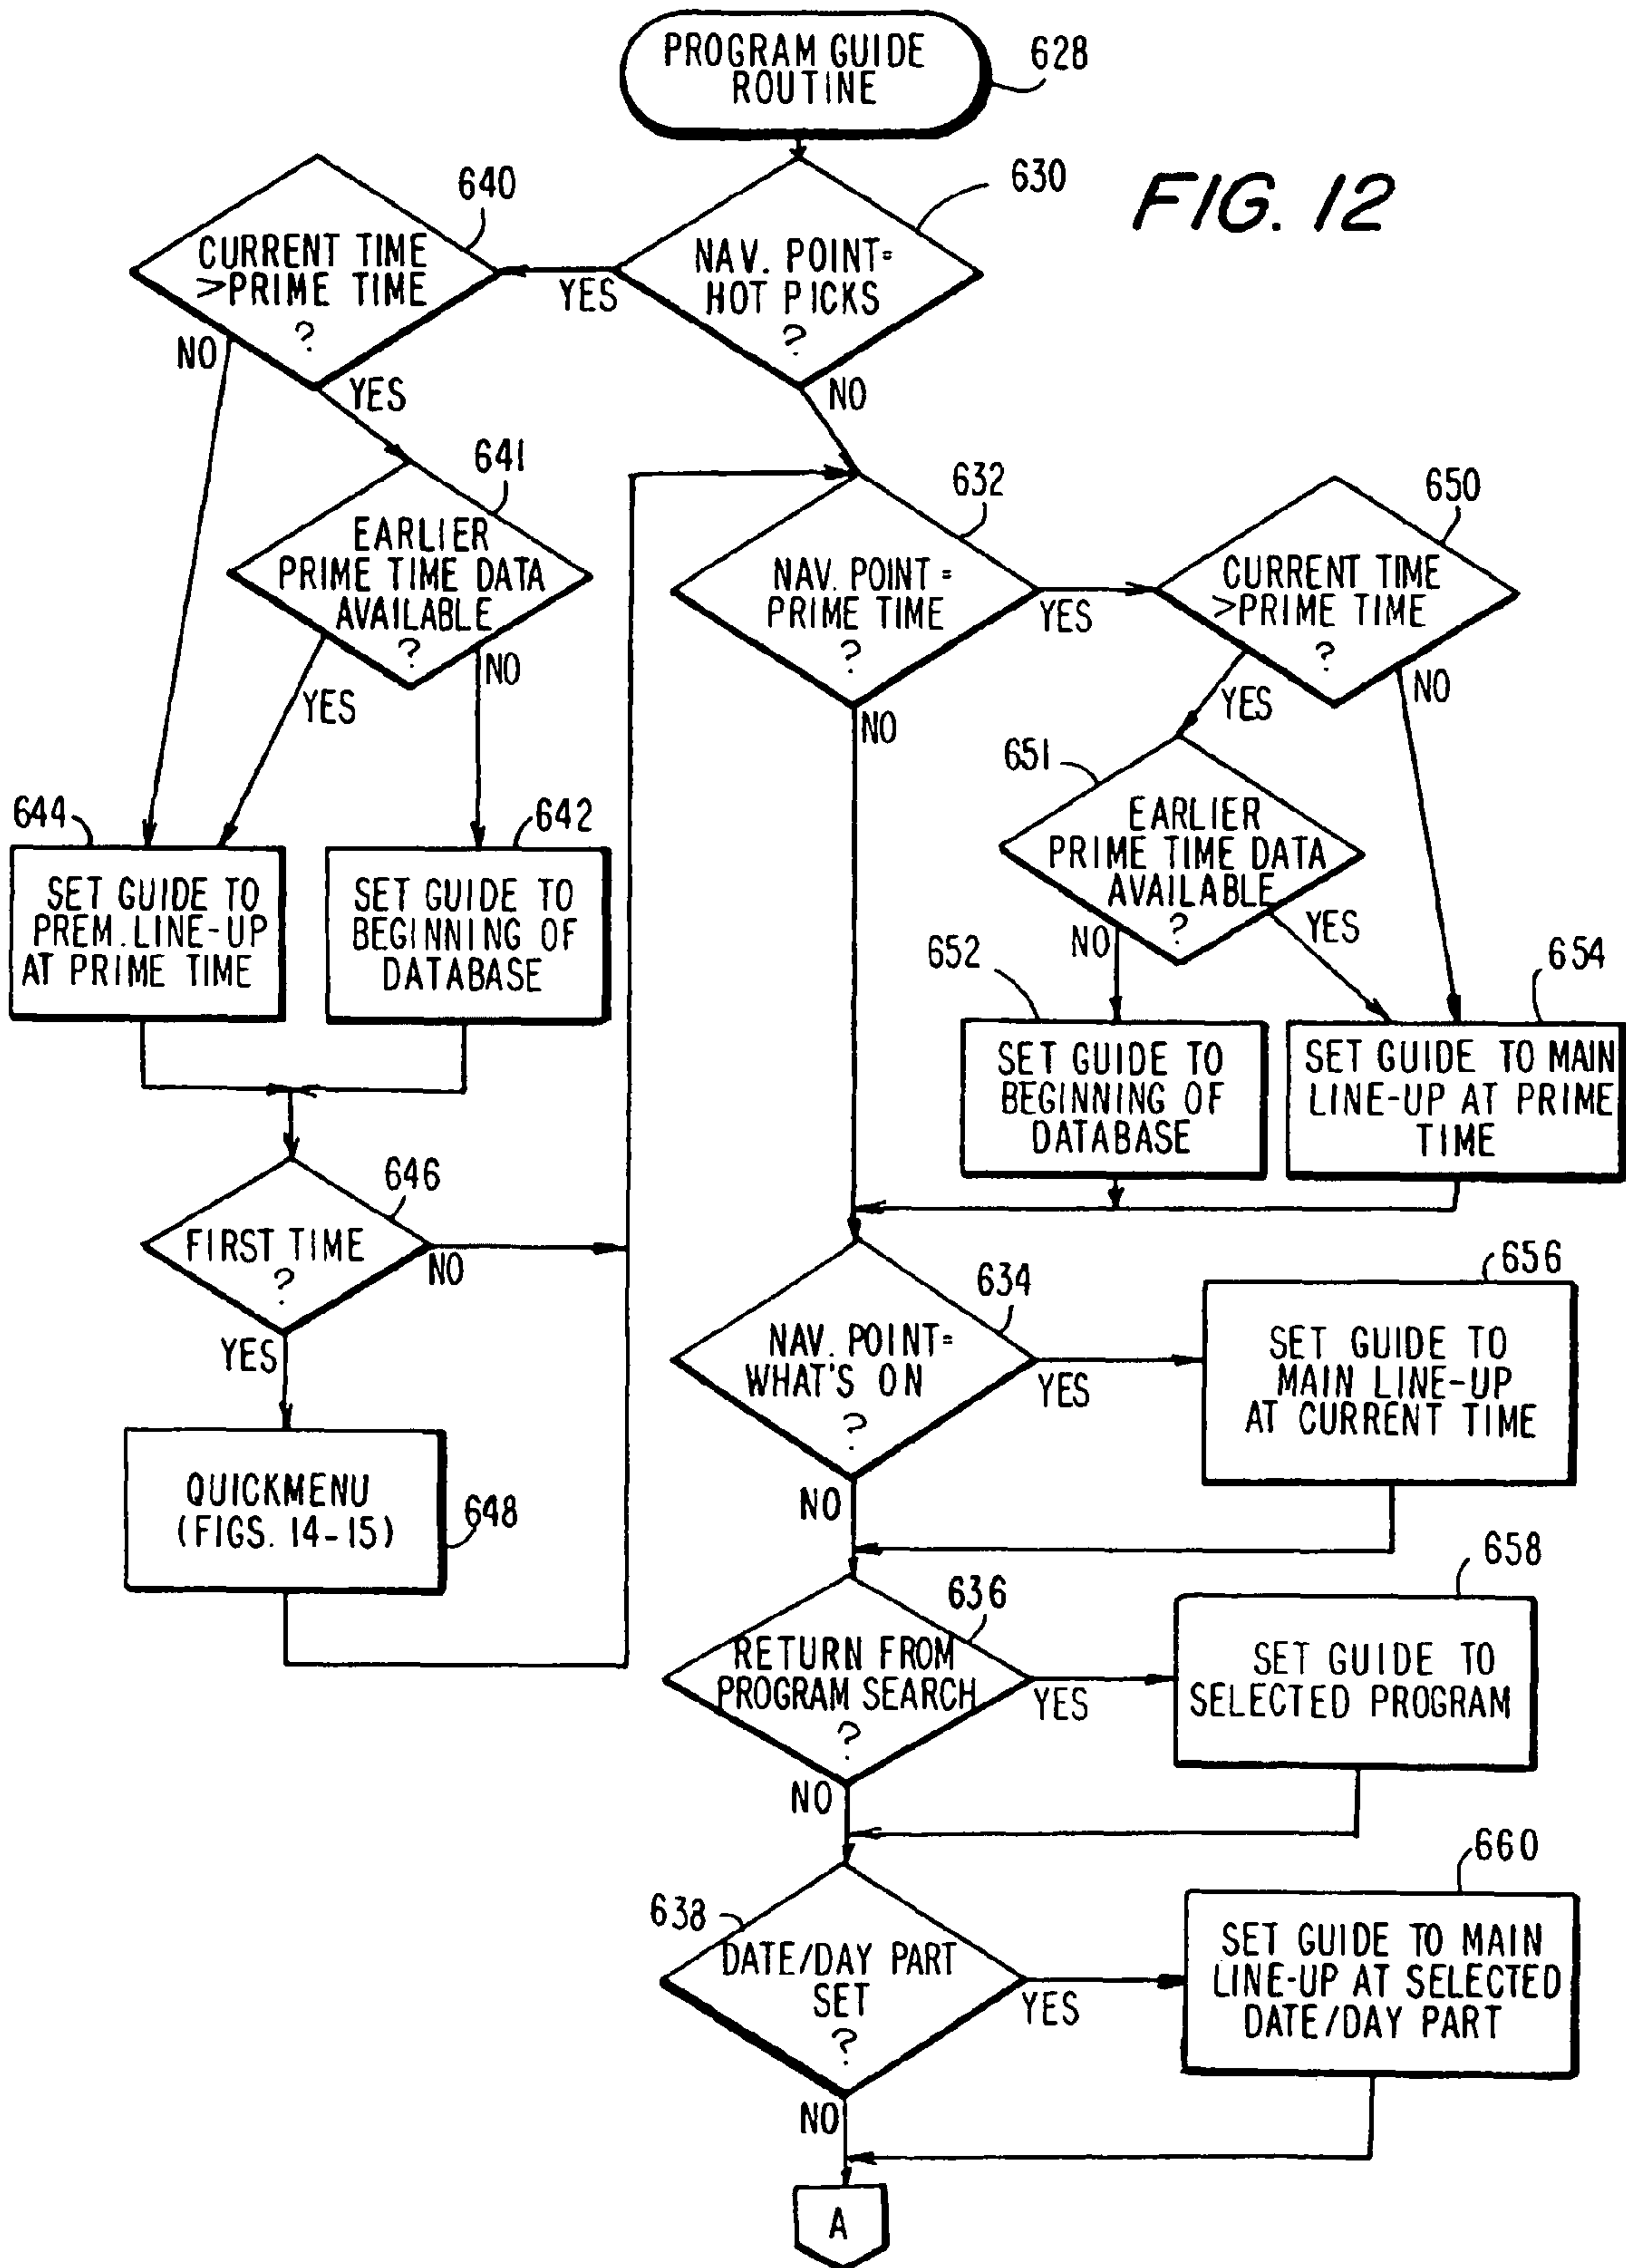 PROGRAM GUIDE
ROUTINE
628
FIG. 12
630
NAV. POINT=
HOT PICKS
?
YES
NO
640
CURRENT TIME
>PRIME TIME
?
NO
YES
641
EARLIER
PRIME TIME DATA
AVAILABLE
?
YES
NO
644
SET GUIDE TO
PREM. LINE-UP
AT PRIME TIME
642
SET GUIDE TO
BEGINNING OF
DATABASE
646
FIRST TIME
?
NO
YES
QUICKMENU
(FIGS. 14-15)
648
632
NAV. POINT =
PRIME TIME
?
YES
NO
650
CURRENT TIME
>PRIME TIME
?
YES
NO
651
EARLIER
PRIME TIME DATA
AVAILABLE
?
NO
YES
652
SET GUIDE TO
BEGINNING OF
DATABASE
654
SET GUIDE TO MAIN
LINE-UP AT PRIME
TIME
634
NAV. POINT=
WHAT'S ON
?
YES
NO
656
SET GUIDE TO
MAIN LINE-UP
AT CURRENT TIME
636
RETURN FROM
PROGRAM SEARCH
?
YES
NO
658
SET GUIDE TO
SELECTED PROGRAM
638
DATE/DAY PART
SET
?
YES
NO
660
SET GUIDE TO MAIN
LINE-UP AT SELECTED
DATE/DAY PART
A